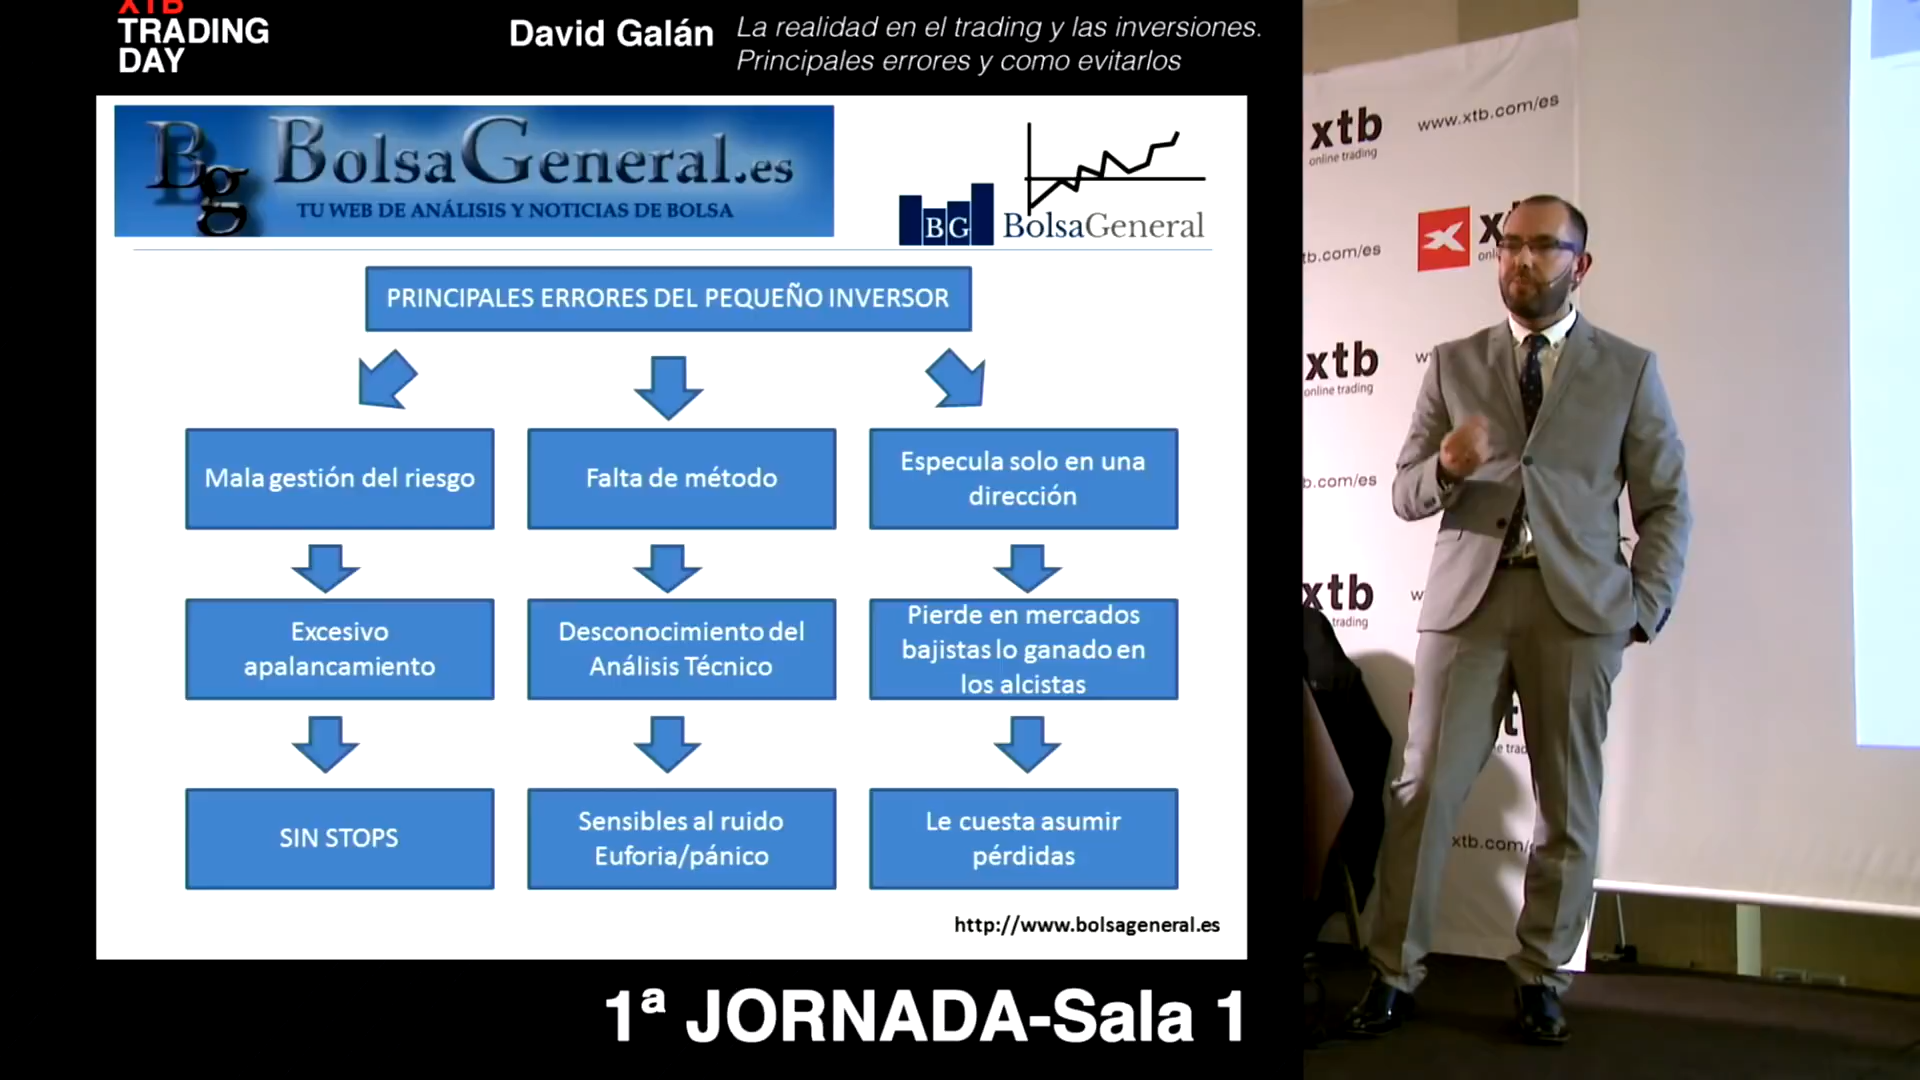 XTB
TRADING
DAY
David Galán
La realidad en el trading y las inversiones.
Principales errores y como evitarlos
Bg BolsaGeneral.es
TU WEB DE ANÁLISIS Y NOTICIAS DE BOLSA
BG BolsaGeneral
PRINCIPALES ERRORES DEL PEQUEÑO INVERSOR
Mala gestión del riesgo
Falta de método
Especula solo en una
dirección
Excesivo
apalancamiento
Desconocimiento del
Análisis Técnico
Pierde en mercados
bajistas lo ganado en
los alcistas
SIN STOPS
Sensibles al ruido
Euforia/pánico
Le cuesta asumir
pérdidas
http://www.bolsageneral.es
1ª JORNADA-Sala 1
xtb
online trading
www.xtb.com/es
tb.com/es
xtb
online trading
b.com/es
xtb
trading
xtb.com/